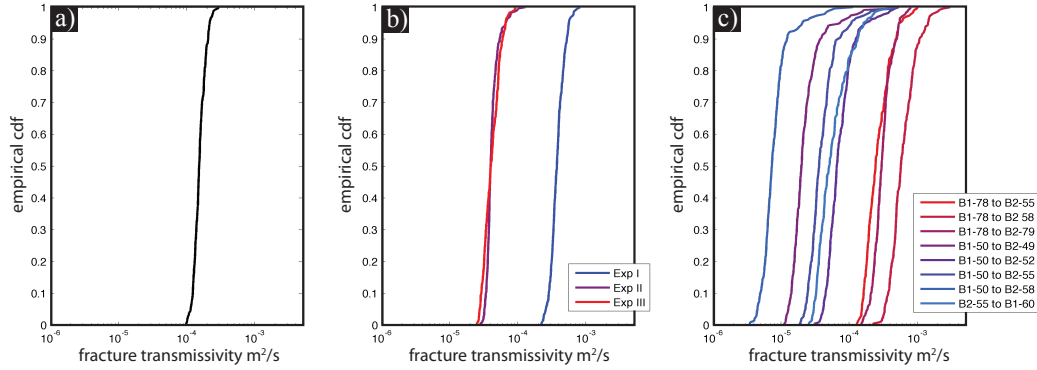 a)
1
0.9
0.8
0.7
0.6
0.5
0.4
0.3
0.2
0.1
0
empirical cdf
10-6
10-5
10-4
10-3
fracture transmissivity m2/s
b)
1
0.9
0.8
0.7
0.6
0.5
0.4
0.3
0.2
0.1
0
empirical cdf
Exp I
Exp II
Exp III
10-6
10-5
10-4
10-3
fracture transmissivity m2/s
c)
1
0.9
0.8
0.7
0.6
0.5
0.4
0.3
0.2
0.1
0
empirical cdf
B1-78 to B2-55
B1-78 to B2 58
B1-78 to B2-79
B1-50 to B2-49
B1-50 to B2-52
B1-50 to B2-55
B1-50 to B2-58
B2-55 to B1-60
10-6
10-5
10-4
10-3
fracture transmissivity m2/s